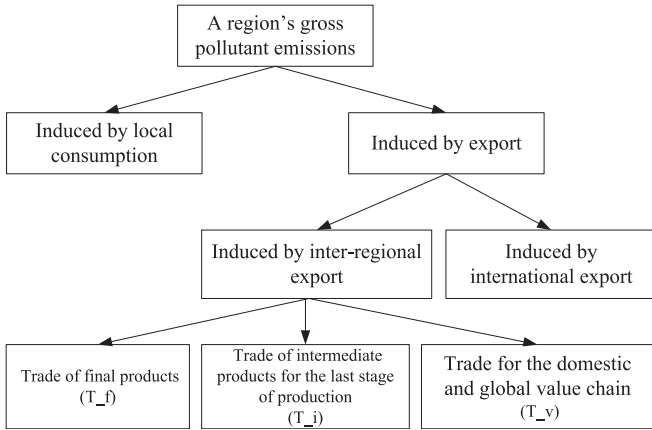 A region's gross
pollutant emissions
Induced by local
consumption
Induced by export
Induced by inter-regional
export
Induced by
international export
Trade of final products
(T_f)
Trade of intermediate
products for the last stage
of production
(T_i)
Trade for the domestic
and global value chain
(T_v)